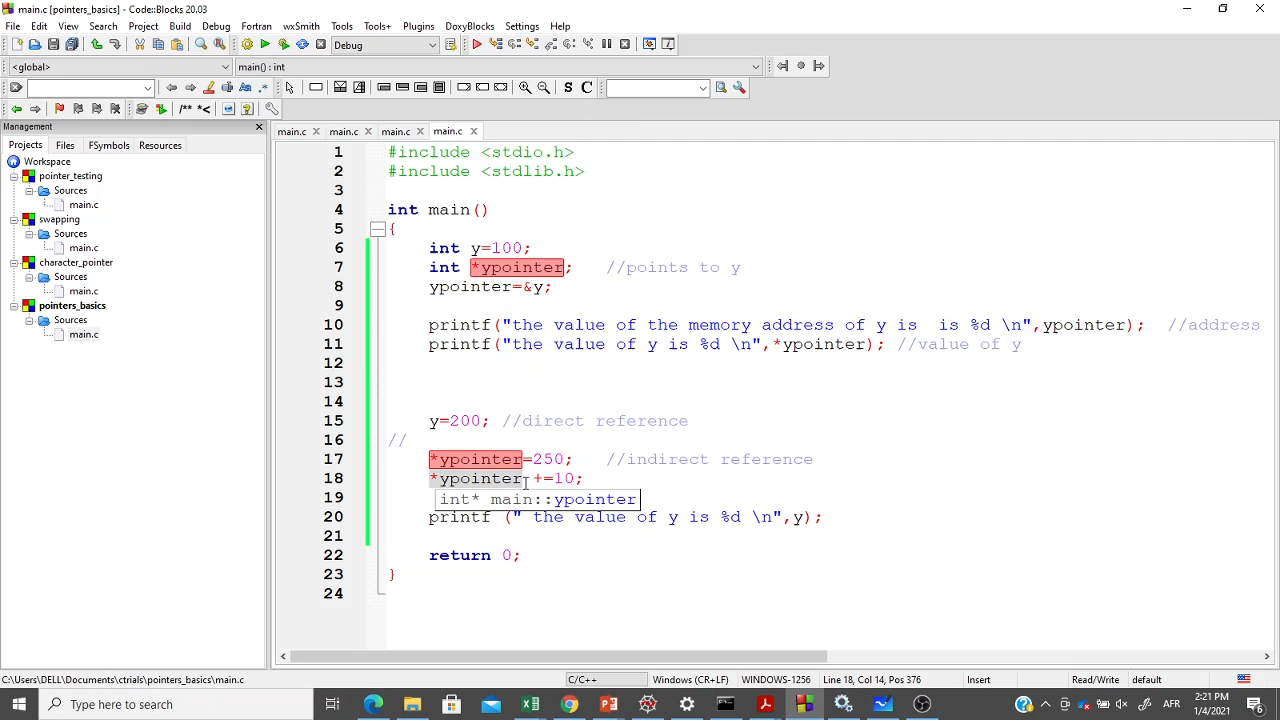 main.c [pointers_basics] - Code::Blocks 20.03
File Edit View Search Project Build Debug Fortran wxSmith Tools Tools+ Plugins DoxyBlocks Settings Help
Debug
<global> main() : int
/** *<
S C
Management
Projects Files FSymbols Resources
Workspace
pointer_testing
Sources
main.c
swapping
Sources
main.c
character_pointer
Sources
main.c
pointers_basics
Sources
main.c
main.c main.c main.c main.c
1 #include <stdio.h>
2 #include <stdlib.h>
3
4 int main()
5 {
6 int y=100;
7 int *ypointer; //points to y
8 ypointer=&y;
9
10 printf("the value of the memory address of y is  is %d \n",ypointer); //address
11 printf("the value of y is %d \n",*ypointer); //value of y
12
13
14
15 y=200; //direct reference
16 //
17 *ypointer=250; //indirect reference
18 *ypointer +=10;
19 int* main::ypointer
20 printf (" the value of y is %d \n",y);
21
22 return 0;
23 }
24
C:\Users\DELL\Documents\ctrials\pointers_basics\main.c C/C++ Windows (CR+LF) WINDOWS-1256 Line 18, Col 14, Pos 376 Insert Read/Write default
Type here to search
AFR
2:21 PM
1/4/2021
6